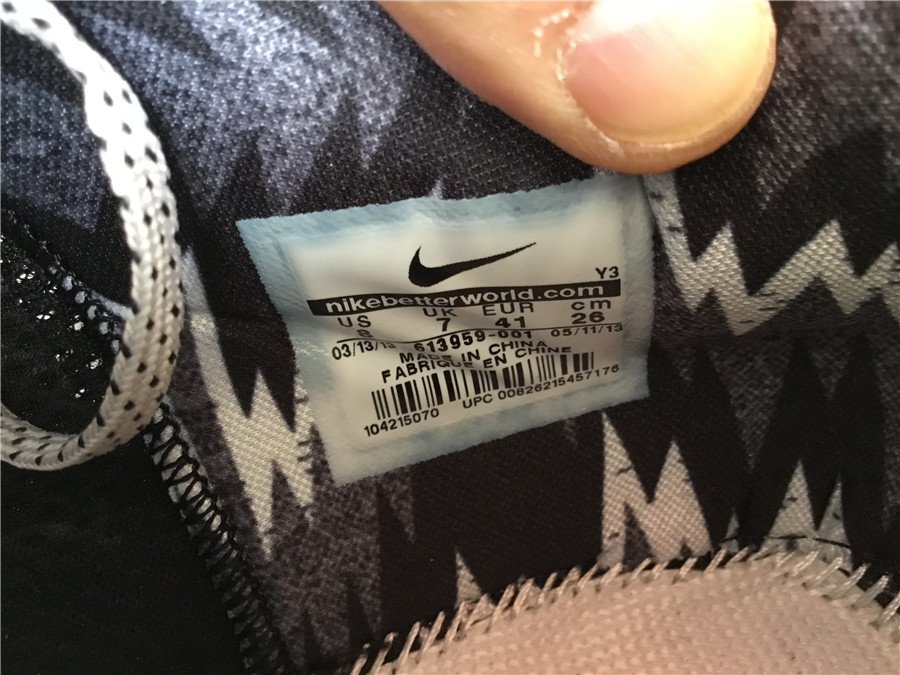 Y3
nikebetterworld.com
US UK EUR cm
8 7 41 26
03/13/13 613959-001 05/11/13
MADE IN CHINA
FABRIQUE EN CHINE
104215070 UPC 00826215457176